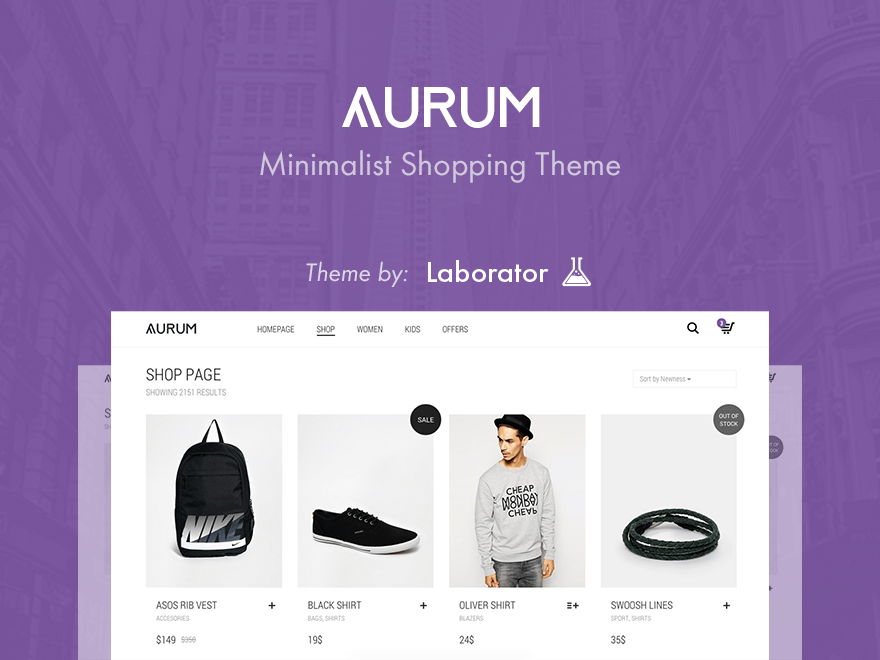 AURUM
Minimalist Shopping Theme
Theme by: Laborator
AURUM HOMEPAGE SHOP WOMEN KIDS OFFERS
SHOP PAGE
SHOWING 2151 RESULTS
Sort by Newness
SALE
OUT OF
STOCK
NIKE
CHEAP
MONDAY
MONDAY
CHEAP
ASOS RIB VEST + BLACK SHIRT + OLIVER SHIRT + SWOOSH LINES +
ACCESORIES BAGS, SHIRTS BLAZERS SPORT, SHIRTS
$149 $350 19$ 24$ 35$